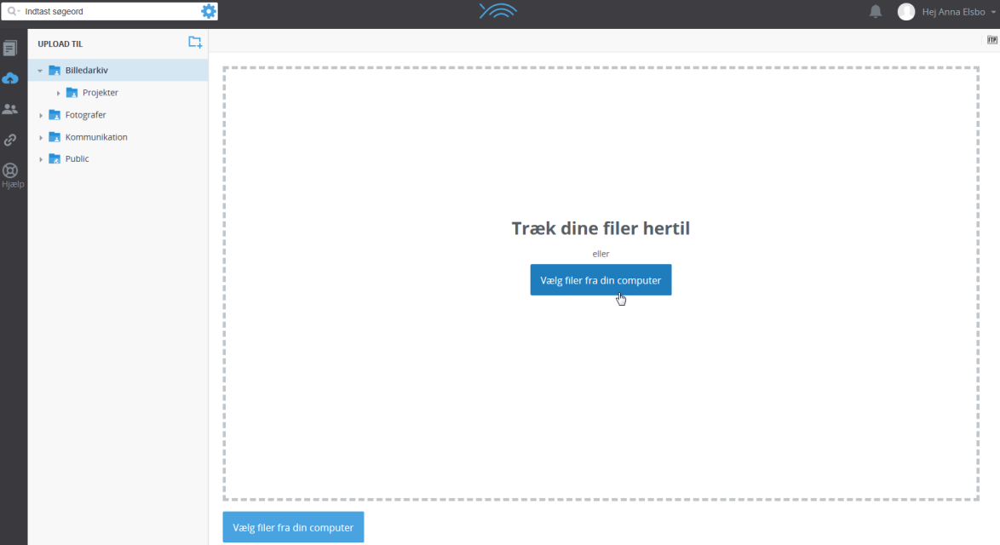 Indtast søgeord
Hej Anna Elsbo
UPLOAD TIL
FTP
Billedarkiv
Projekter
Fotografer
Kommunikation
Public
Hjælp
Træk dine filer hertil
eller
Vælg filer fra din computer
Vælg filer fra din computer